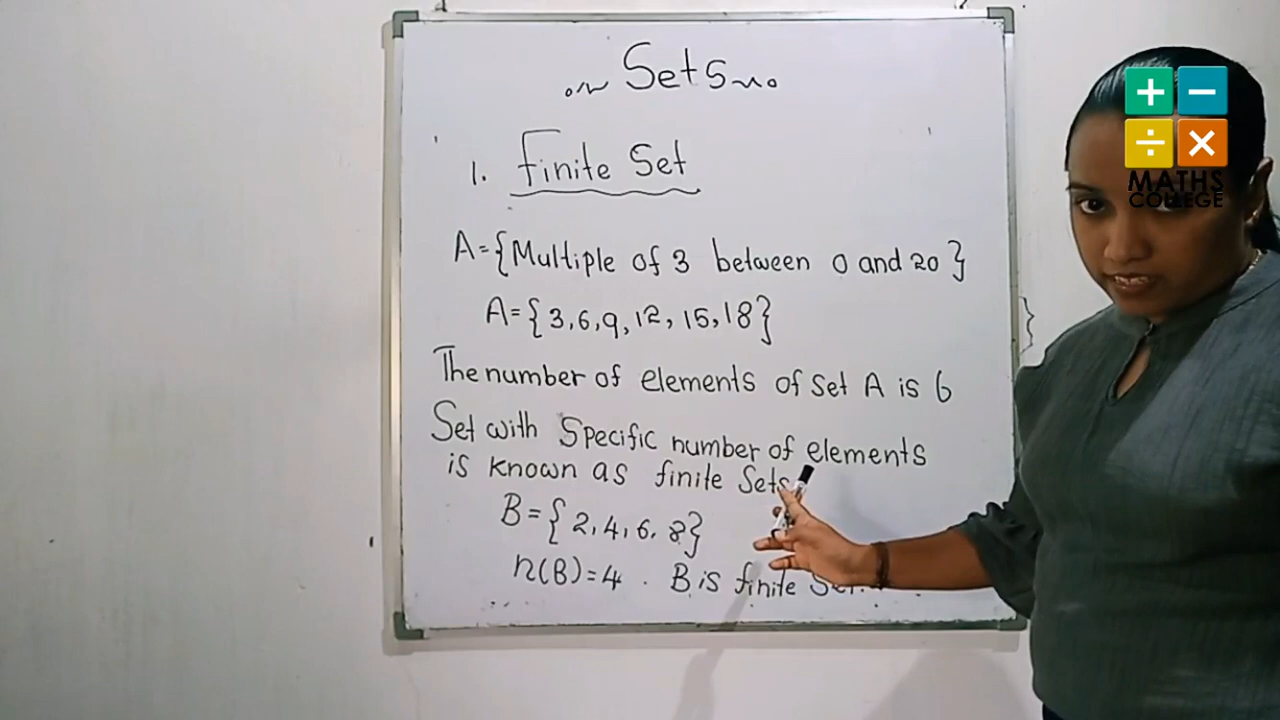 Sets
1. Finite Set
A={Multiple of 3 between 0 and 20}
A={3,6,9,12,15,18}
The number of elements of Set A is 6
Set with Specific number of elements
is known as finite Sets
B={2,4,6,8}
n(B)=4 . B is finite Set.
+ −
÷ ×
MATHS
COLLEGE